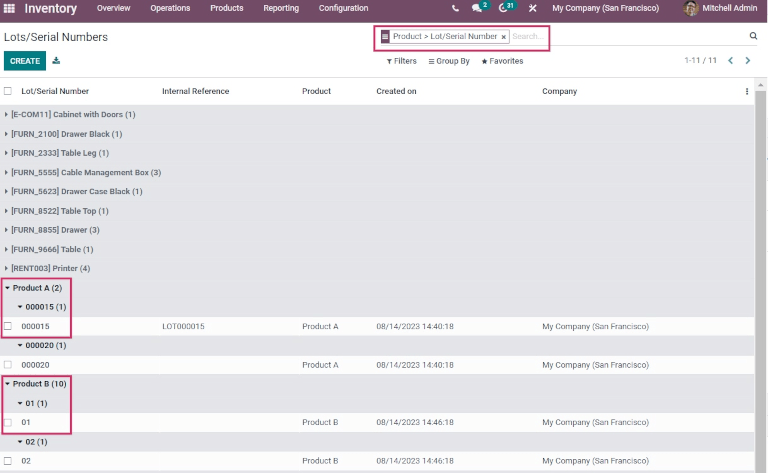 Inventory Overview Operations Products Reporting Configuration 2 31 My Company (San Francisco) Mitchell Admin
Lots/Serial Numbers Product > Lot/Serial Number × Search...
CREATE Filters Group By Favorites 1-11 / 11
Lot/Serial Number Internal Reference Product Created on Company
[E-COM11] Cabinet with Doors (1)
[FURN_2100] Drawer Black (1)
[FURN_2333] Table Leg (1)
[FURN_5555] Cable Management Box (3)
[FURN_5623] Drawer Case Black (1)
[FURN_8522] Table Top (1)
[FURN_8855] Drawer (3)
[FURN_9666] Table (1)
[RENT003] Printer (4)
Product A (2)
000015 (1)
000015 LOT000015 Product A 08/14/2023 14:40:18 My Company (San Francisco)
000020 (1)
000020 Product A 08/14/2023 14:40:18 My Company (San Francisco)
Product B (10)
01 (1)
01 Product B 08/14/2023 14:46:18 My Company (San Francisco)
02 (1)
02 Product B 08/14/2023 14:46:18 My Company (San Francisco)